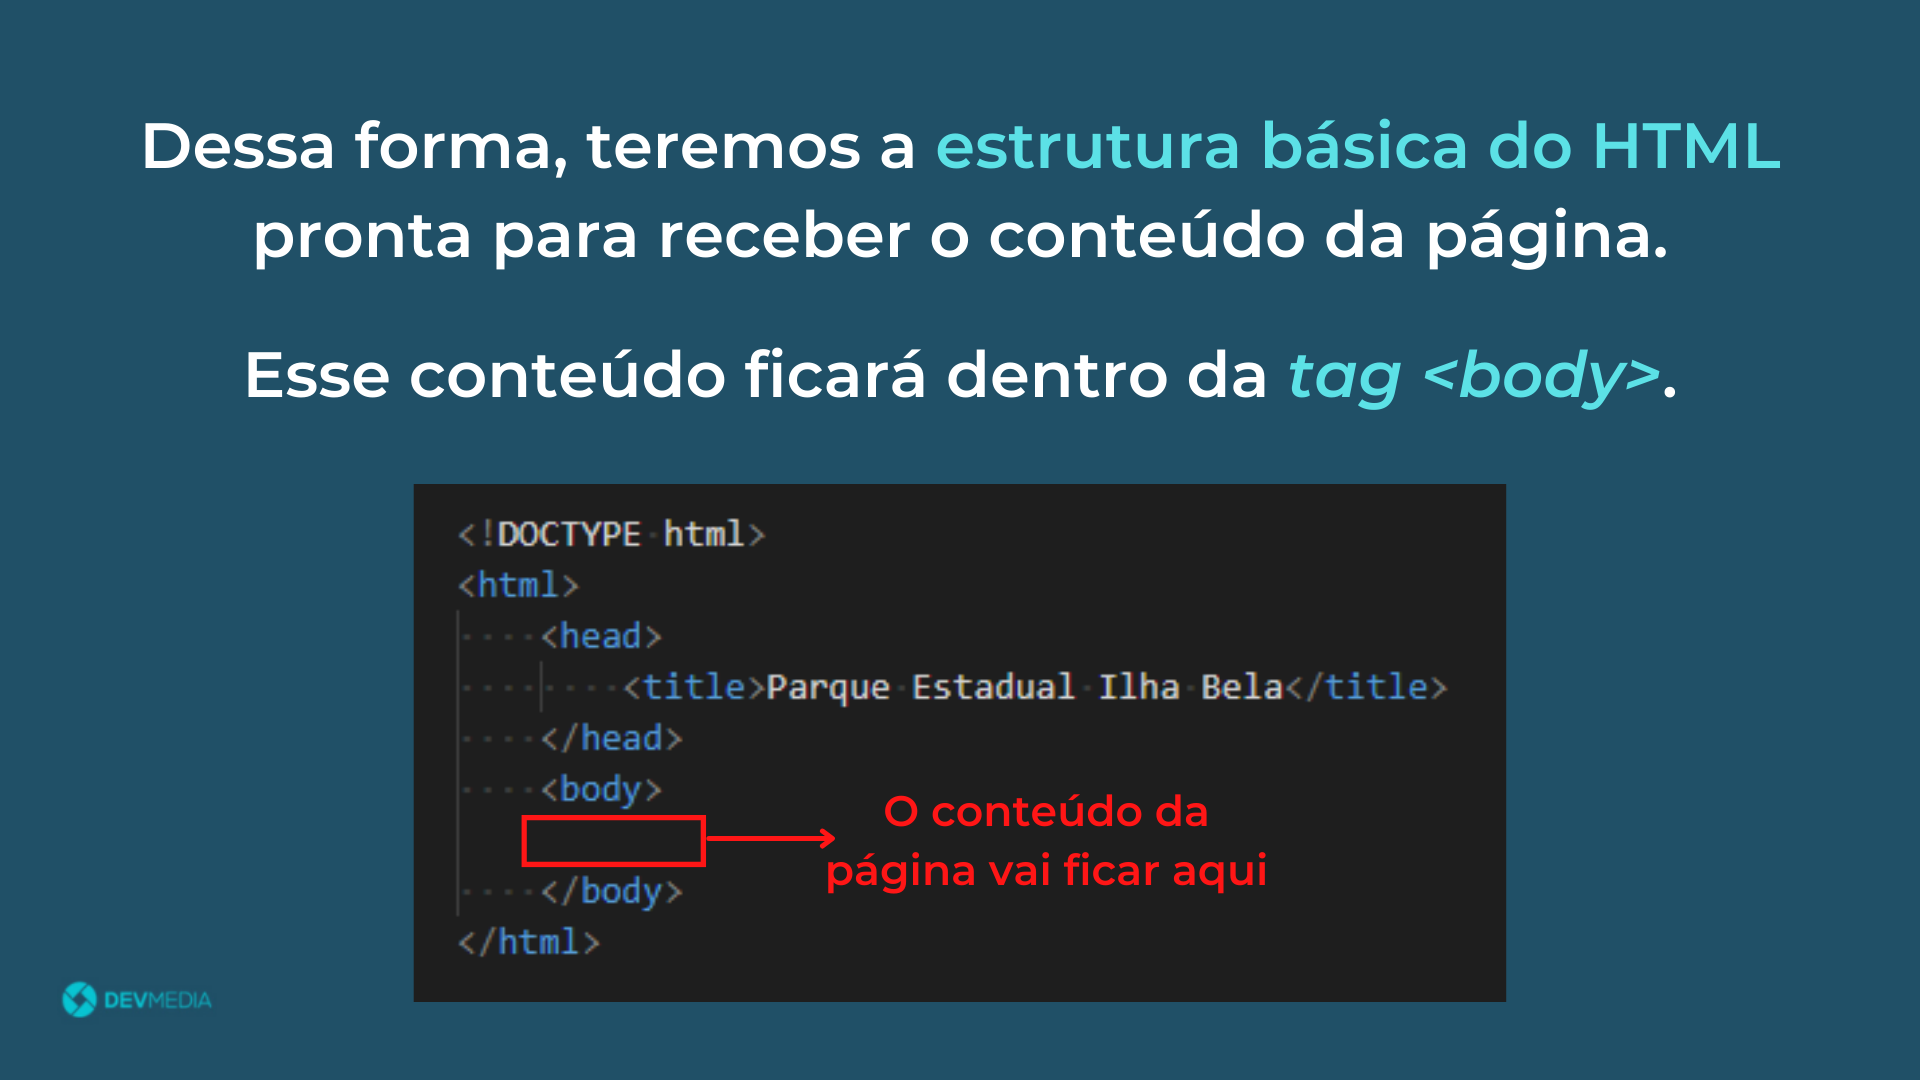 Dessa forma, teremos a estrutura básica do HTML
pronta para receber o conteúdo da página.
Esse conteúdo ficará dentro da tag <body>.
<!DOCTYPE html>
<html>
<head>
<title>Parque Estadual Ilha Bela</title>
</head>
<body>
O conteúdo da
página vai ficar aqui
</body>
</html>
DEVMEDIA